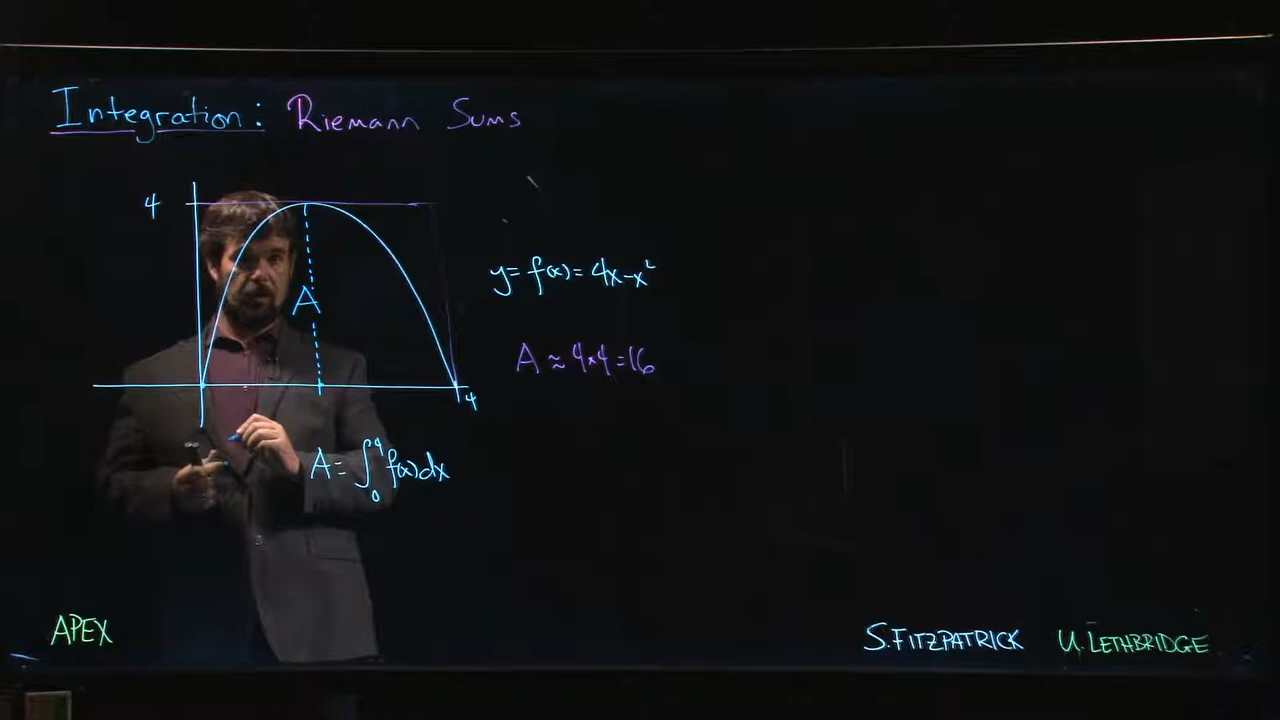 Integration: Riemann Sums
4
y = f(x) = 4x - x²
A
A ≈ 4×4 = 16
4
A = ∫₀⁴ f(x) dx
APEX
S. FITZPATRICK U. LETHBRIDGE